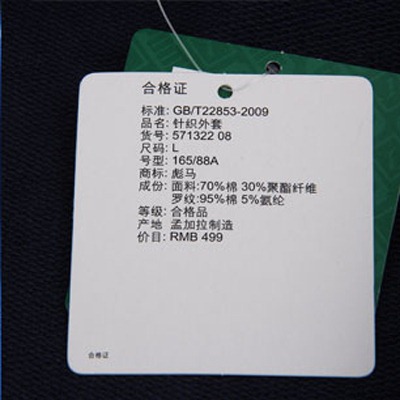 合格证
标准: GB/T22853-2009
品名: 针织外套
货号: 571322 08
尺码: L
号型: 165/88A
商标: 彪马
成份: 面料:70%棉 30%聚酯纤维
罗纹:95%棉 5%氨纶
等级: 合格品
产地 孟加拉制造
价目: RMB 499
合格证